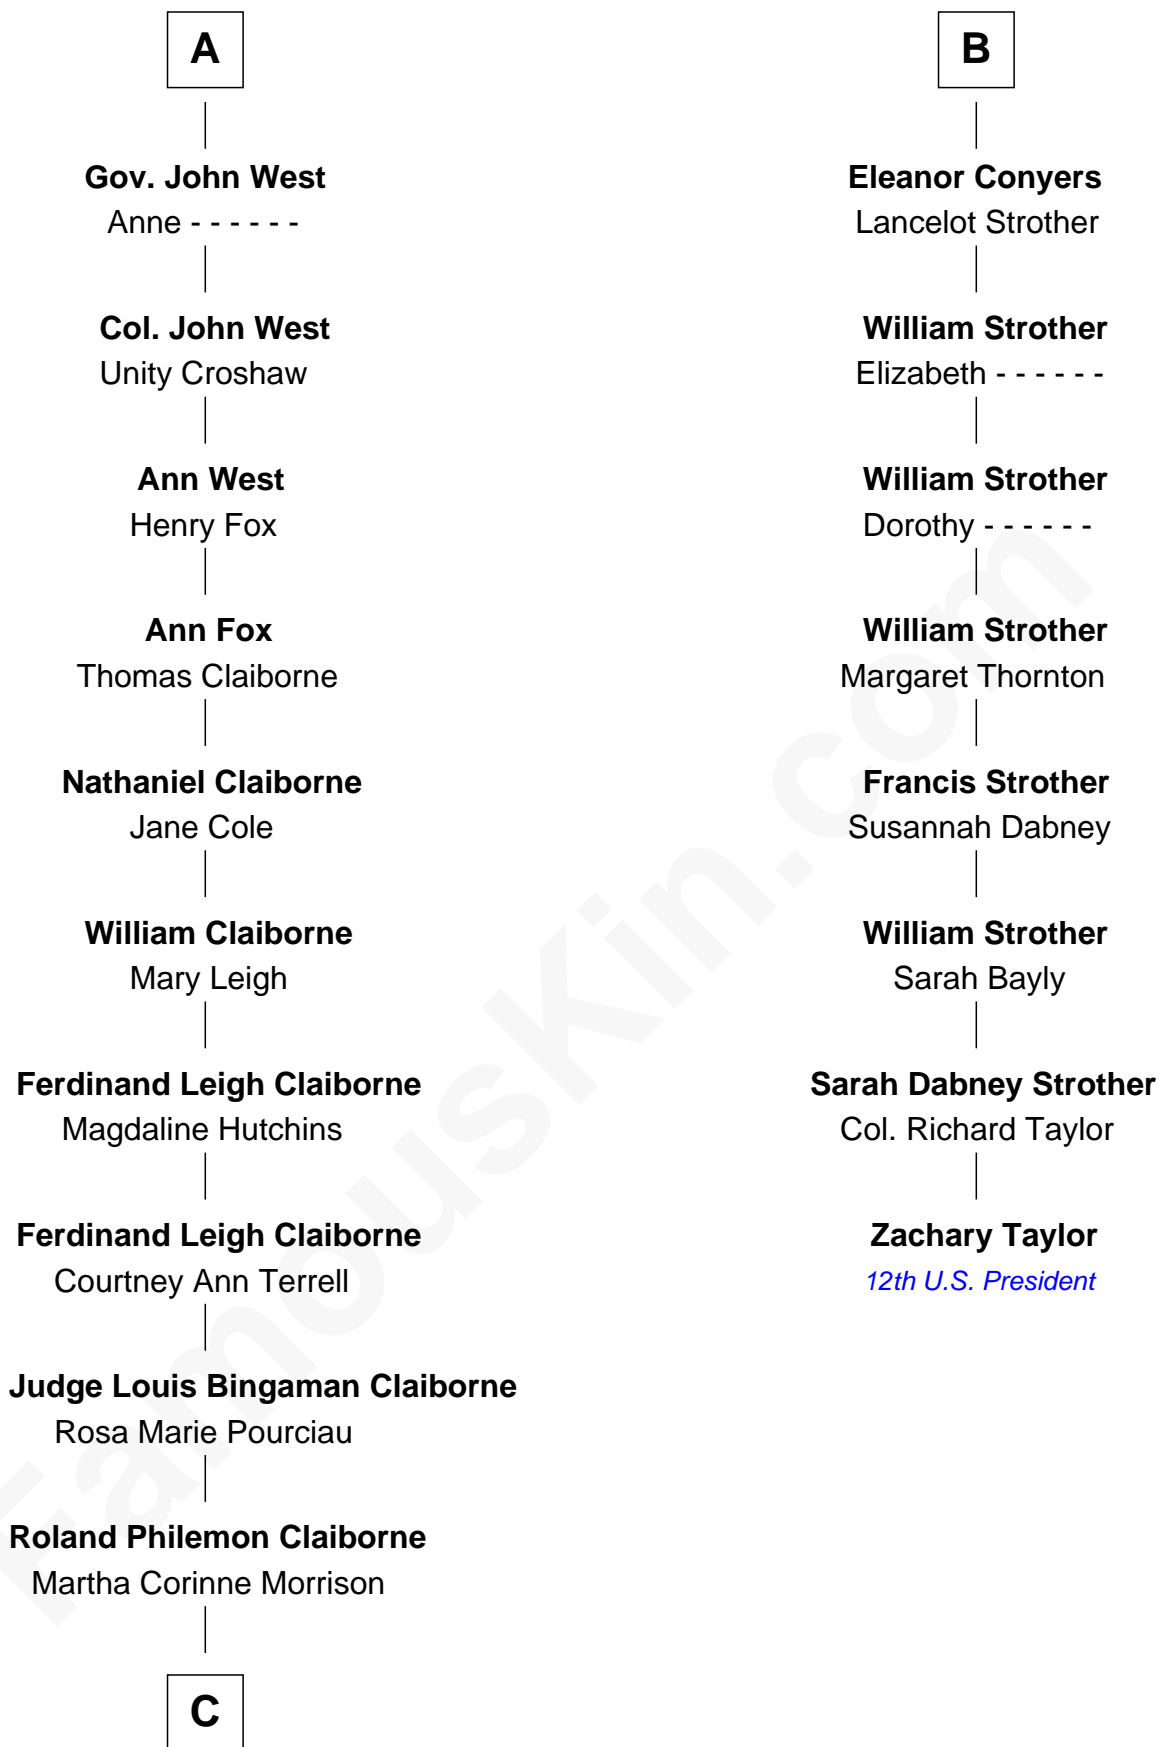 A
Gov. John West
Anne - - - - - -
Col. John West
Unity Croshaw
Ann West
Henry Fox
Ann Fox
Thomas Claiborne
Nathaniel Claiborne
Jane Cole
William Claiborne
Mary Leigh
Ferdinand Leigh Claiborne
Magdaline Hutchins
Ferdinand Leigh Claiborne
Courtney Ann Terrell
Judge Louis Bingaman Claiborne
Rosa Marie Pourciau
Roland Philemon Claiborne
Martha Corinne Morrison
C
B
Eleanor Conyers
Lancelot Strother
William Strother
Elizabeth - - - - - -
William Strother
Dorothy - - - - - -
William Strother
Margaret Thornton
Francis Strother
Susannah Dabney
William Strother
Sarah Bayly
Sarah Dabney Strother
Col. Richard Taylor
Zachary Taylor
12th U.S. President
FamousKin.com